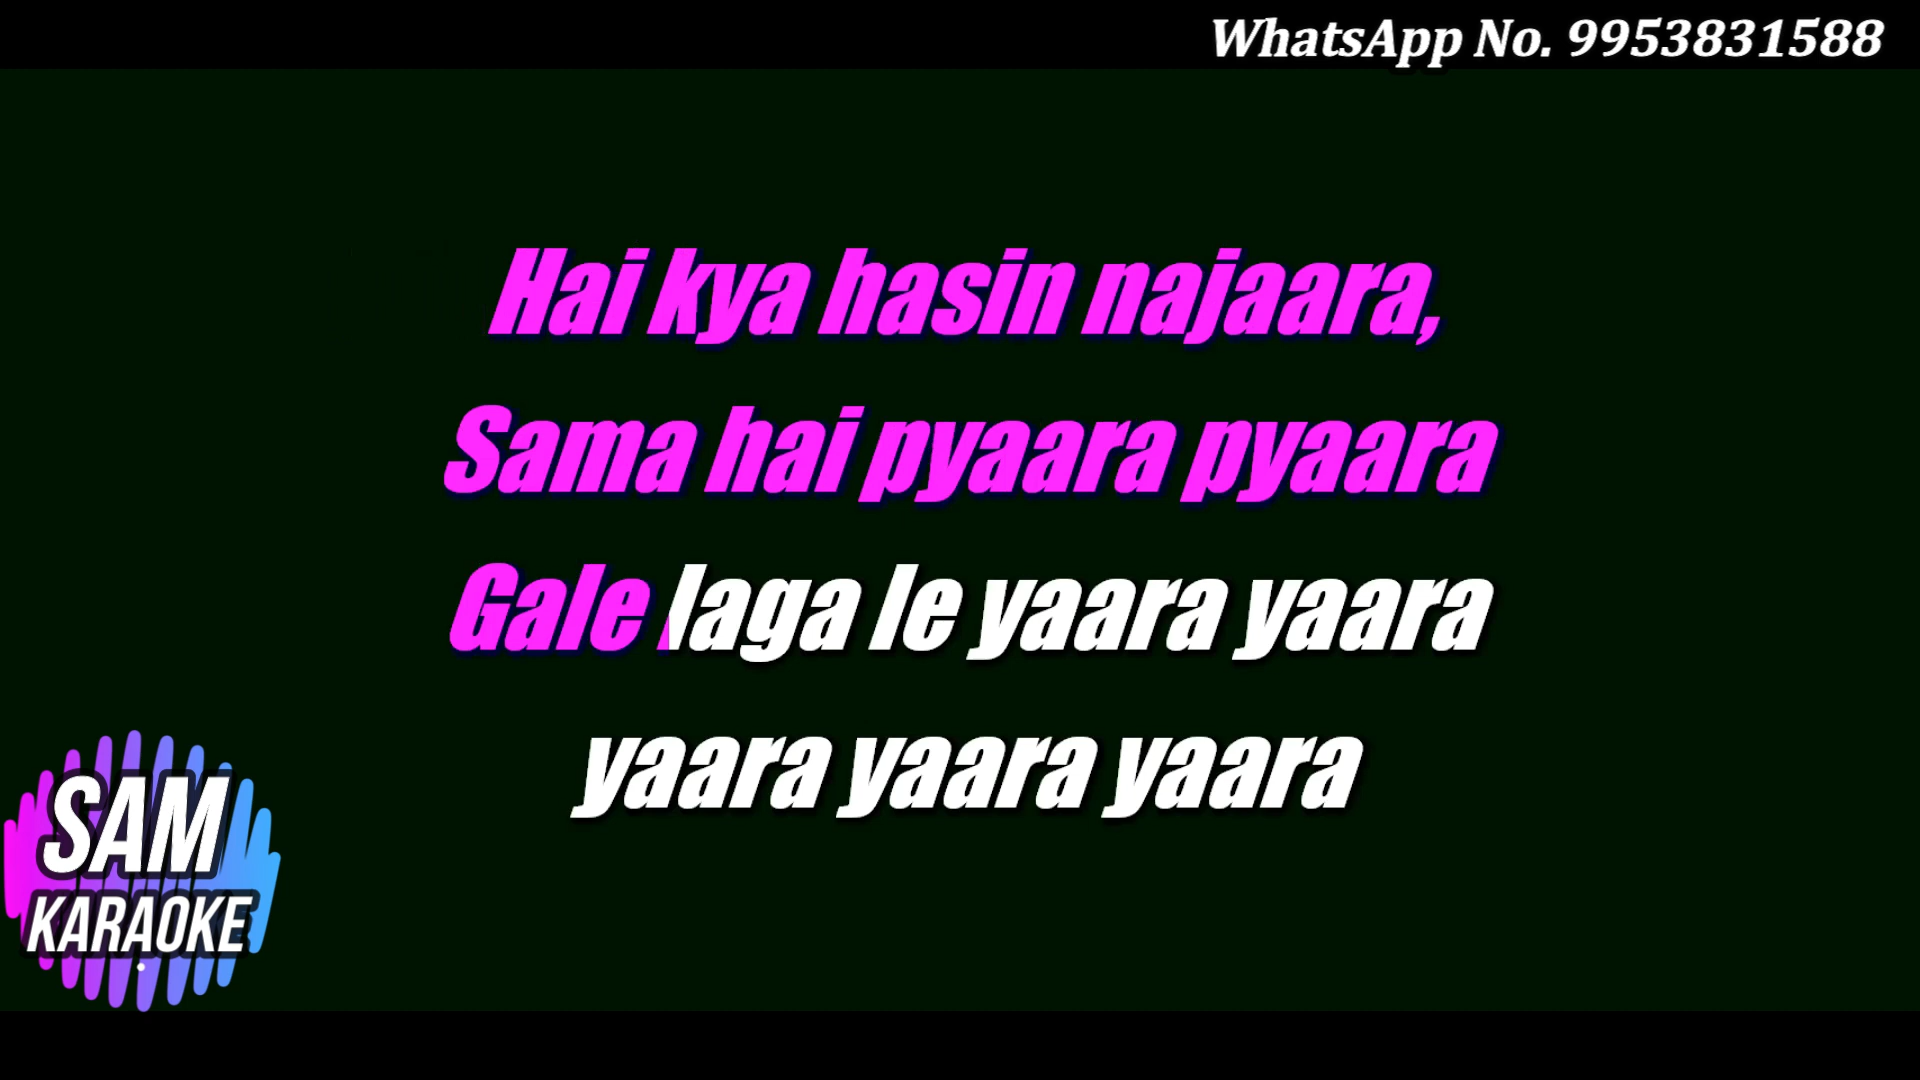 WhatsApp No. 9953831588
Hai kya hasin najaara,
Sama hai pyaara pyaara
Gale laga le yaara yaara
yaara yaara yaara
SAM
KARAOKE